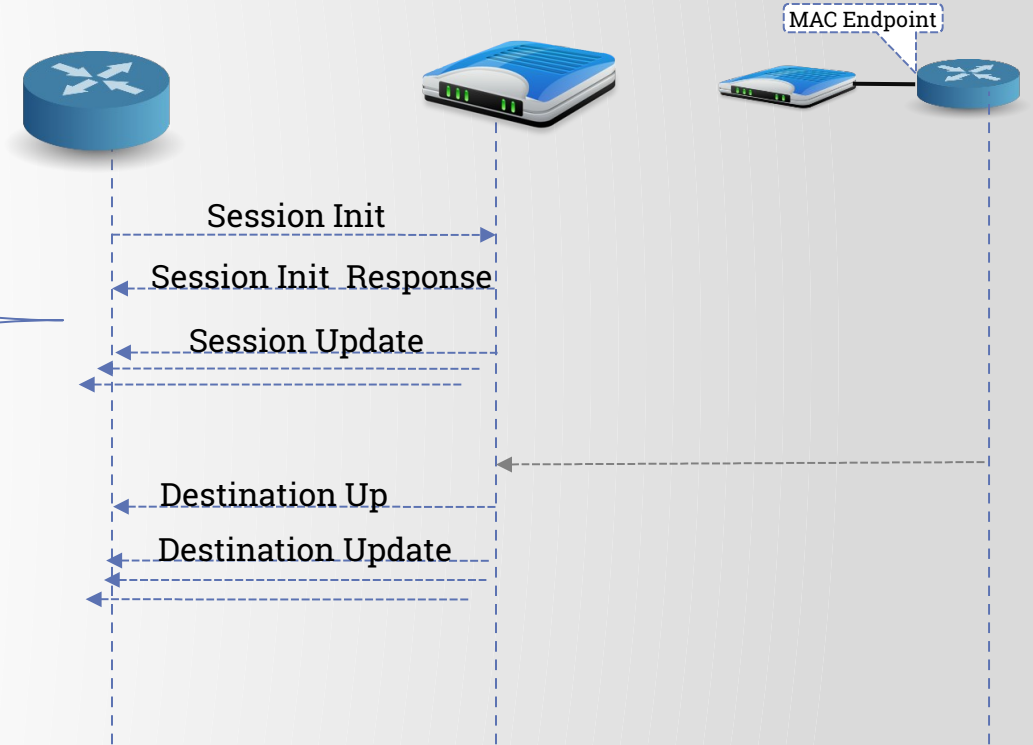 MAC Endpoint
Session Init
Session Init  Response
Session Update
Destination Up
Destination Update